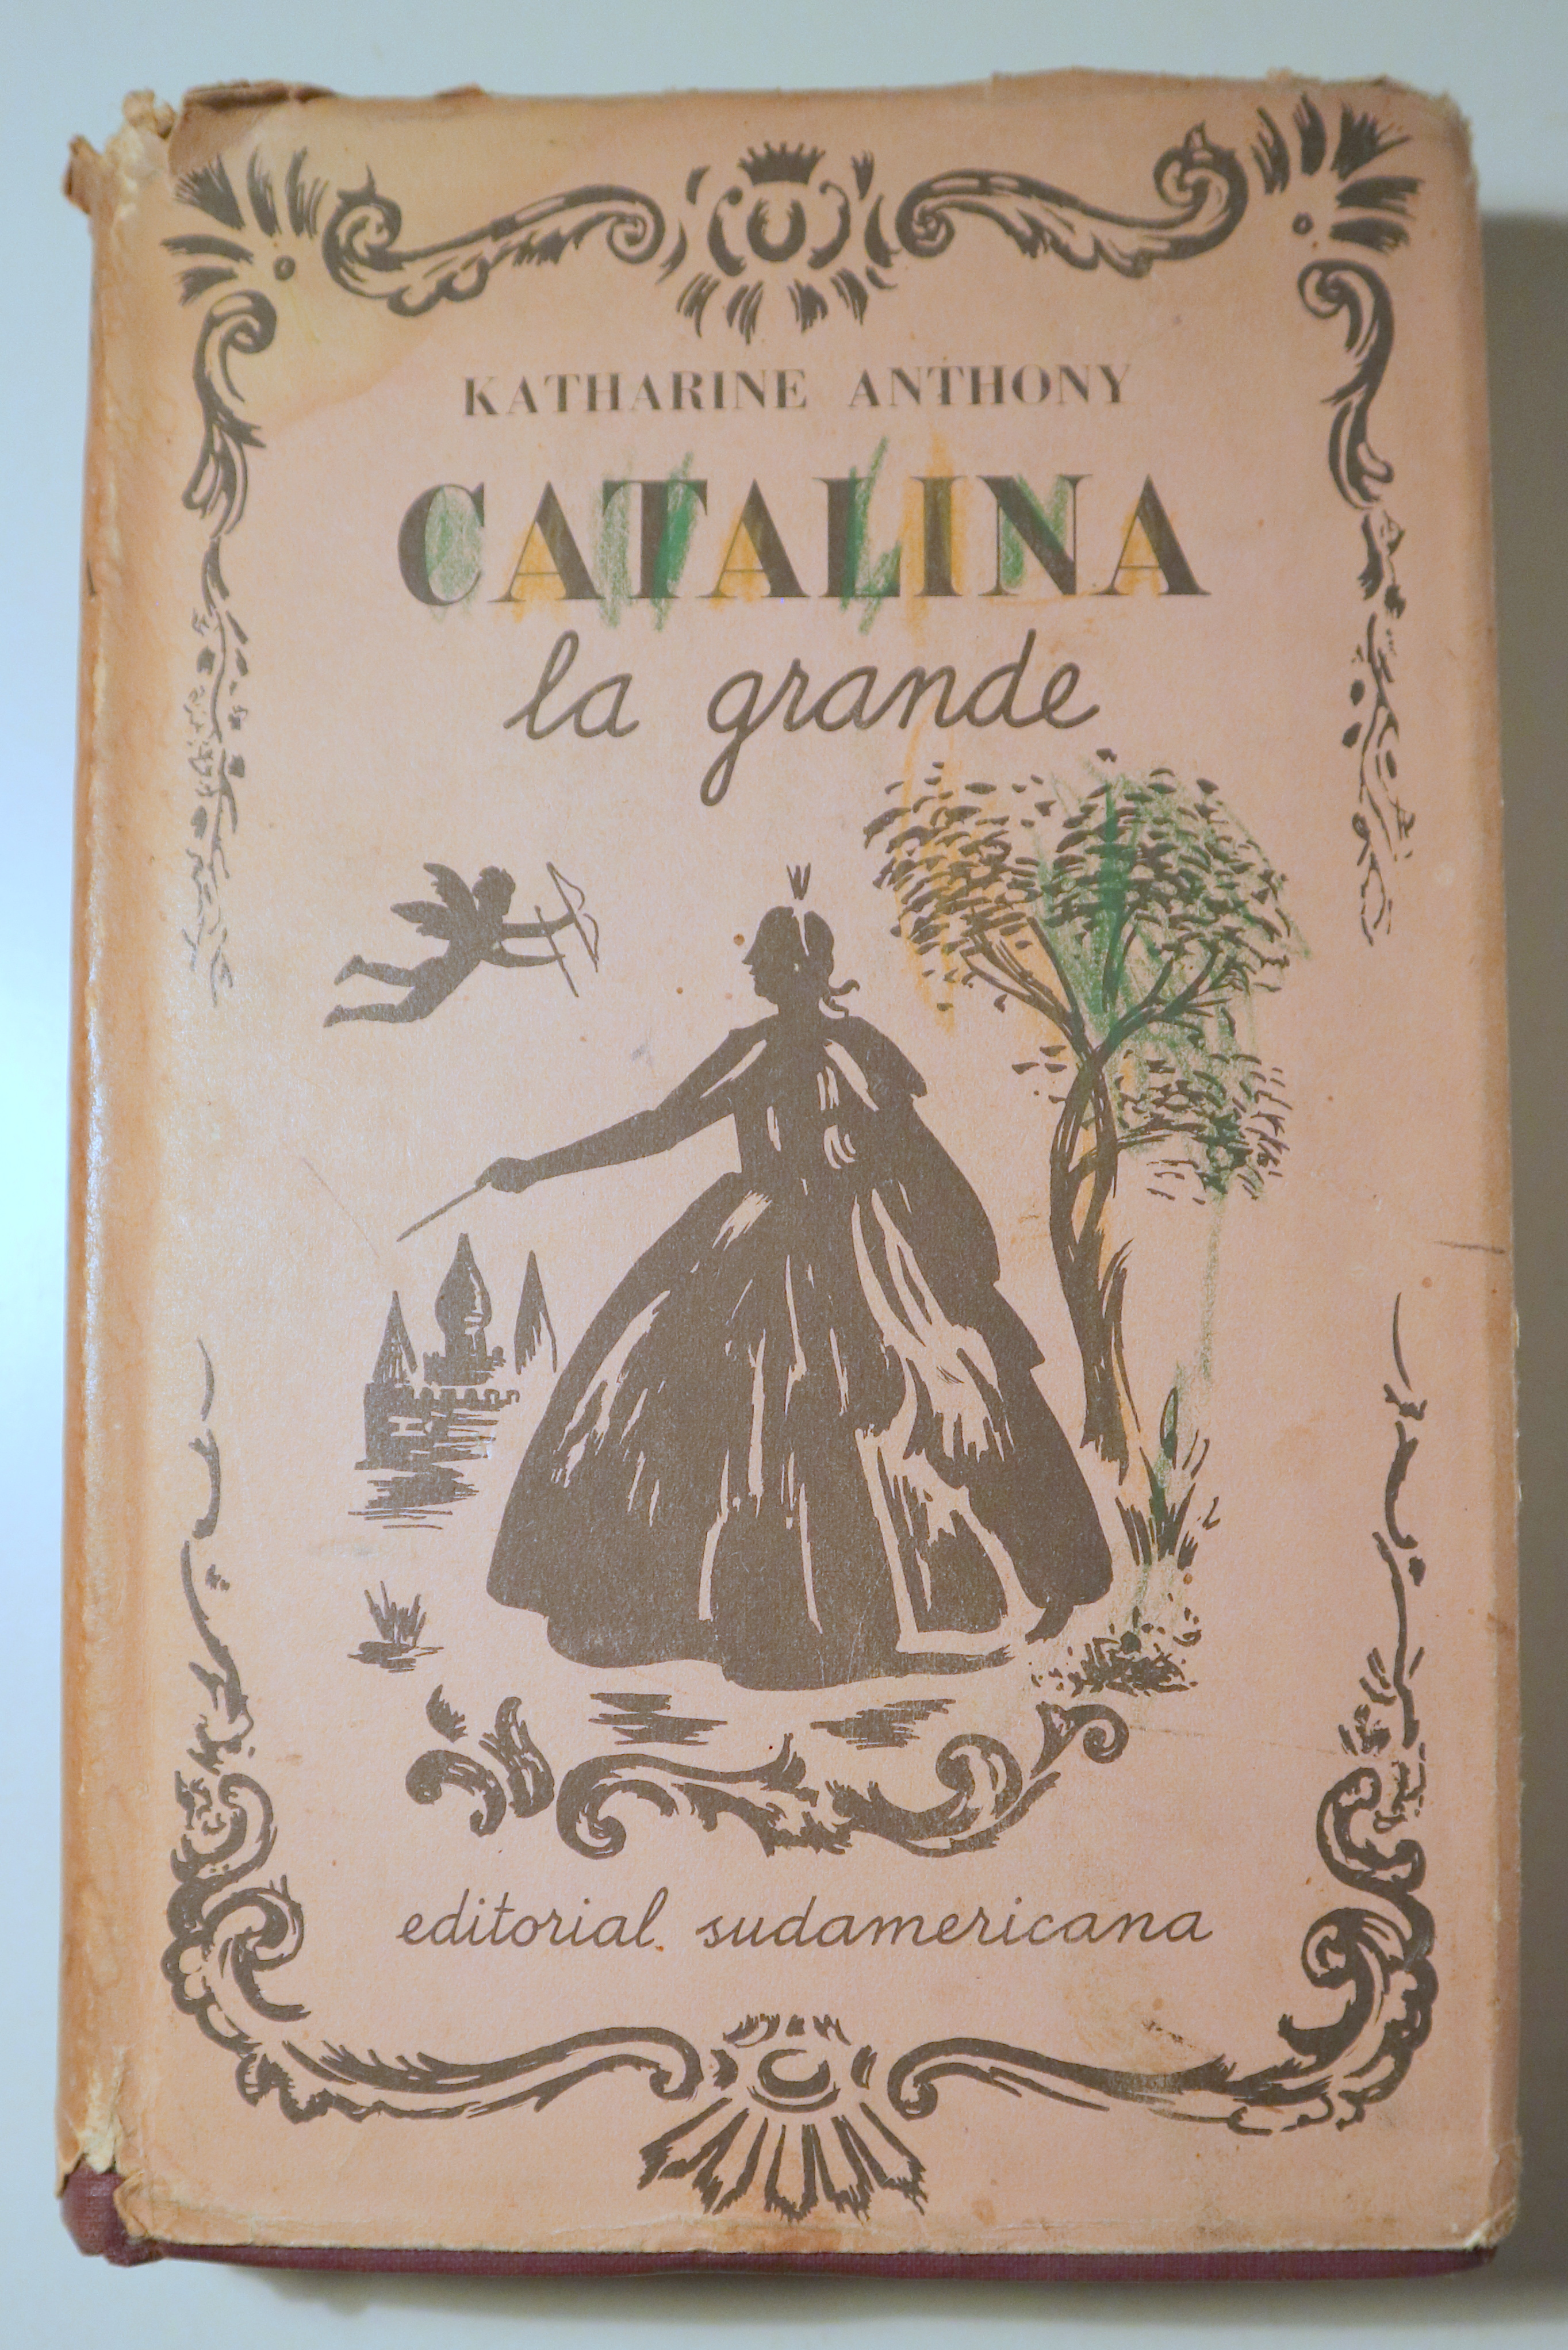 KATHARINE ANTHONY
CATALINA
la grande
editorial sudamericana